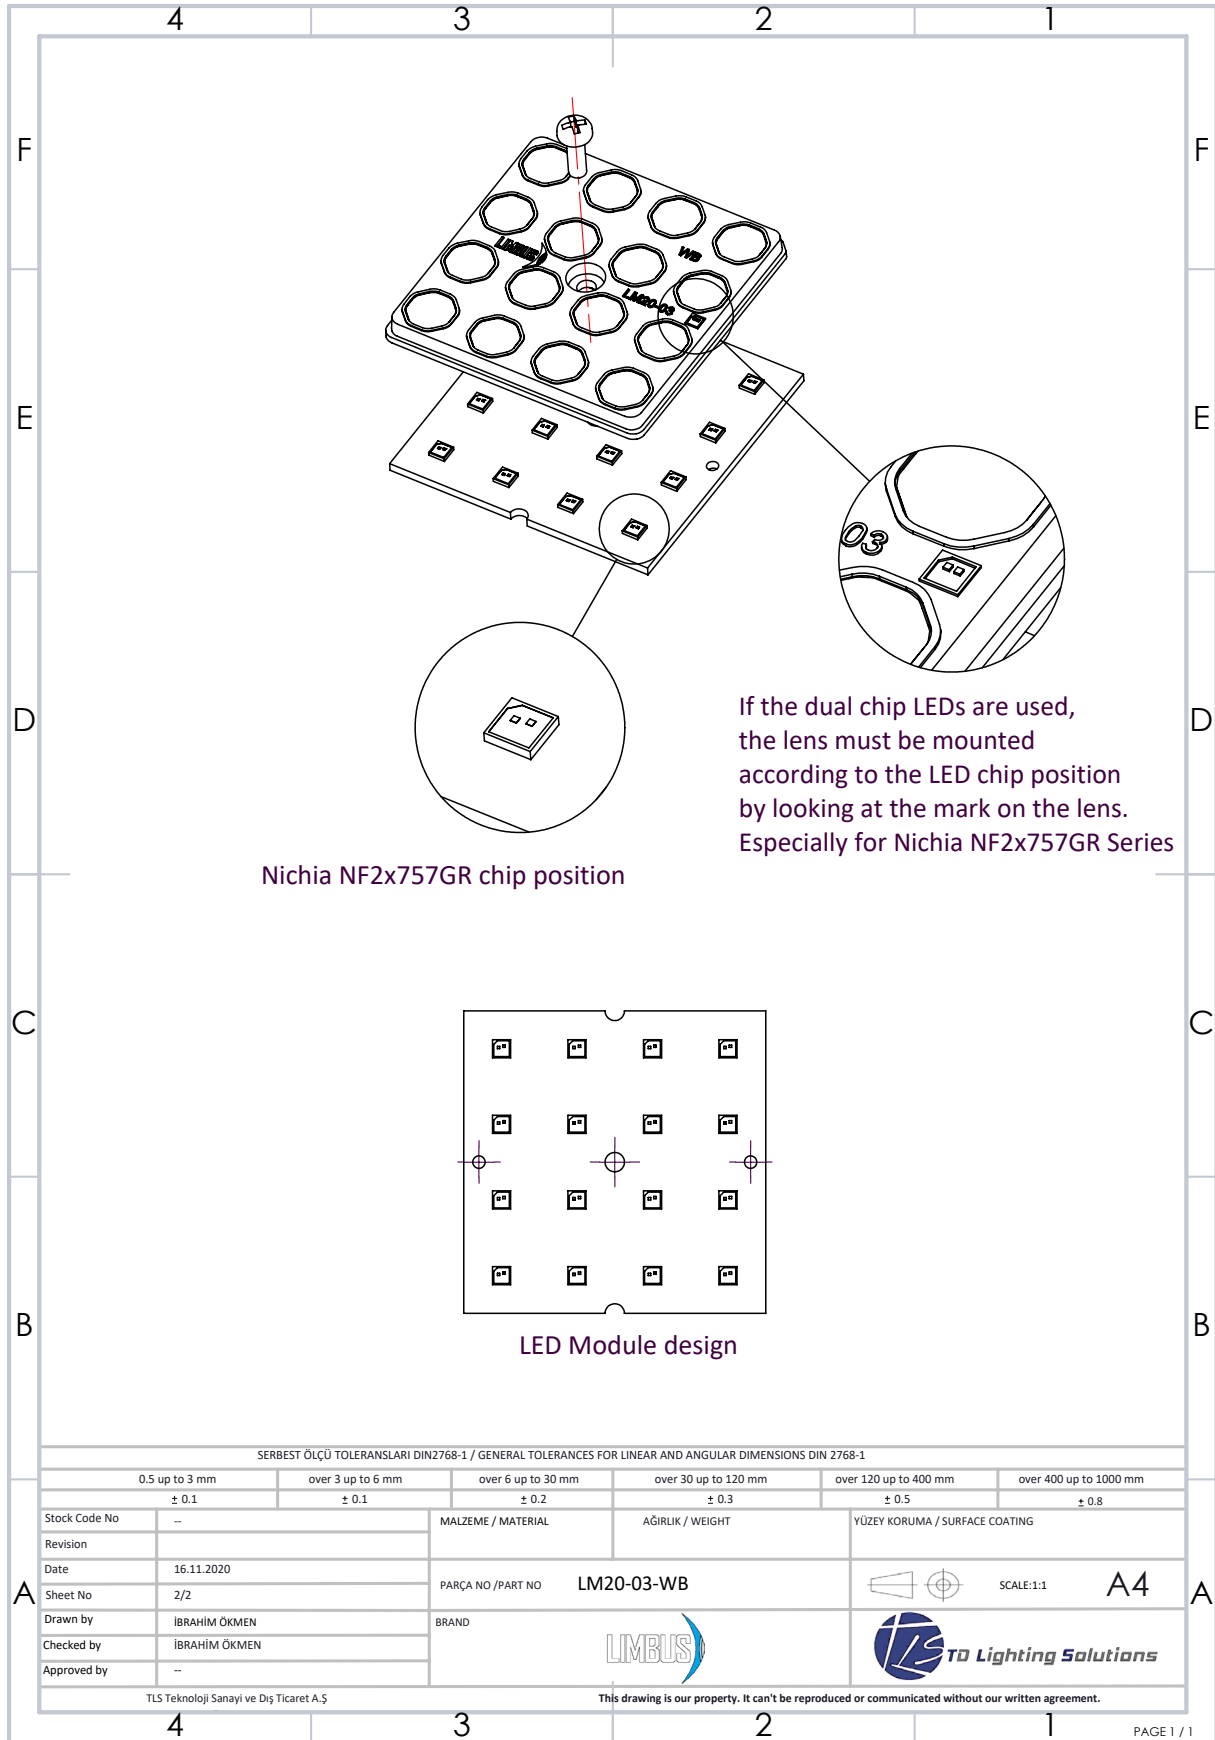 4 3 2 1
F F
LIMBUS
WB
LM20-03
E E
03
D D
If the dual chip LEDs are used,
the lens must be mounted
according to the LED chip position
by looking at the mark on the lens.
Especially for Nichia NF2x757GR Series
Nichia NF2x757GR chip position
C C
B B
LED Module design
SERBEST ÖLÇÜ TOLERANSLARI DIN2768-1 / GENERAL TOLERANCES FOR LINEAR AND ANGULAR DIMENSIONS DIN 2768-1
0.5 up to 3 mm over 3 up to 6 mm over 6 up to 30 mm over 30 up to 120 mm over 120 up to 400 mm over 400 up to 1000 mm
± 0.1 ± 0.1 ± 0.2 ± 0.3 ± 0.5 ± 0.8
Stock Code No -- MALZEME / MATERIAL AĞIRLIK / WEIGHT YÜZEY KORUMA / SURFACE COATING
Revision
Date 16.11.2020
A A
Sheet No 2/2
PARÇA NO /PART NO LM20-03-WB SCALE:1:1 A4
Drawn by İBRAHİM ÖKMEN
BRAND
Checked by İBRAHİM ÖKMEN
LIMBUS
TLS TD Lighting Solutions
Approved by --
TLS Teknoloji Sanayi ve Dış Ticaret A.Ş This drawing is our property. It can't be reproduced or communicated without our written agreement.
4 3 2 1
PAGE 1 / 1